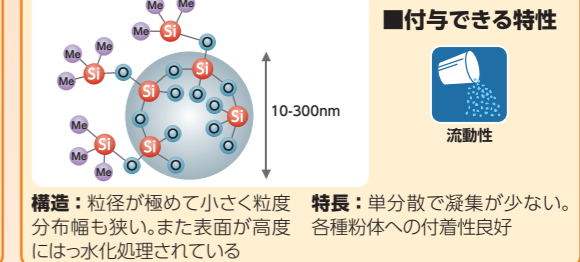 Me Me
Me Si
Me Me
Me Si O O
O Si
Si O O O
O Si
10-300nm
Me O O O
Si Si O
Me Me O O
■付与できる特性
流動性
構造：粒径が極めて小さく粒度
分布幅も狭い。また表面が高度
にはっ水化処理されている
特長：単分散で凝集が少ない。
各種粉体への付着性良好